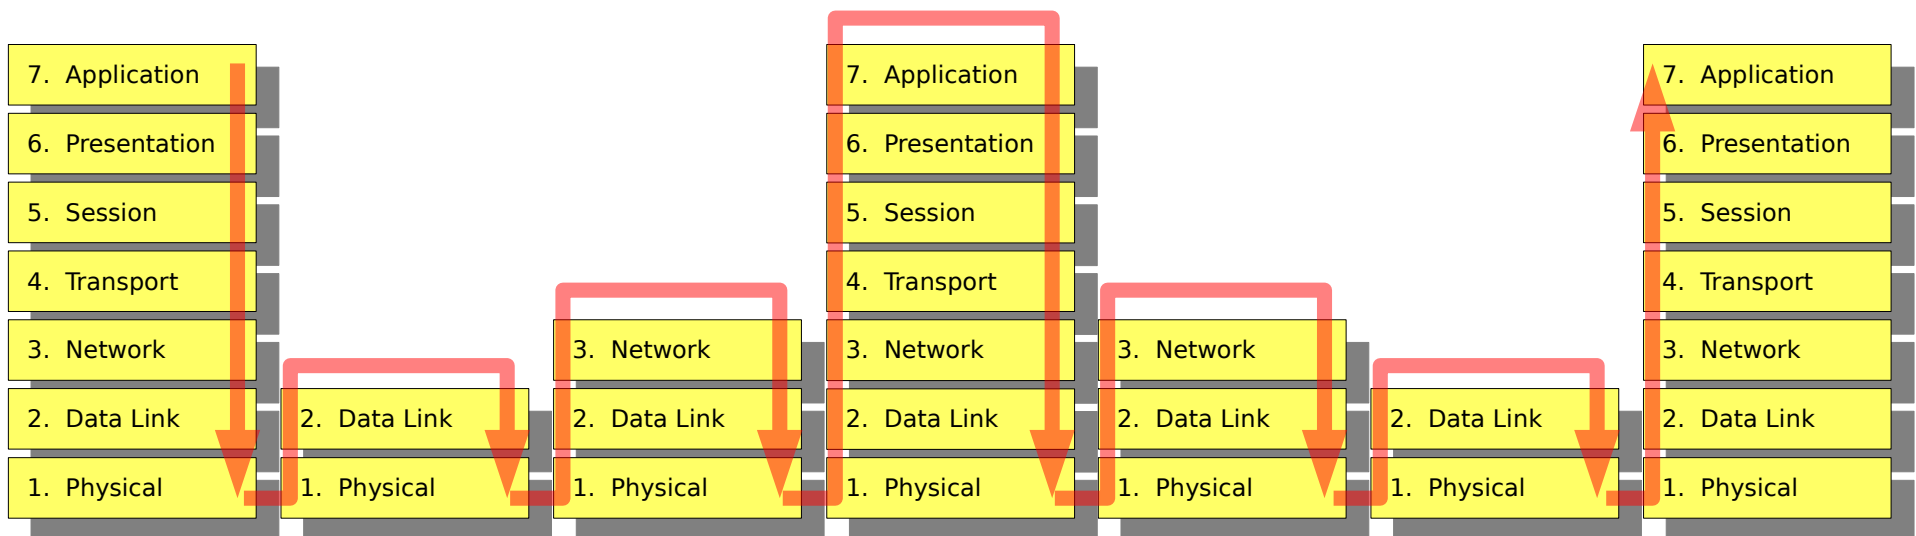 7. Application
6. Presentation
5. Session
4. Transport
3. Network
2. Data Link
1. Physical
2. Data Link
1. Physical
3. Network
2. Data Link
1. Physical
7. Application
6. Presentation
5. Session
4. Transport
3. Network
2. Data Link
1. Physical
3. Network
2. Data Link
1. Physical
2. Data Link
1. Physical
7. Application
6. Presentation
5. Session
4. Transport
3. Network
2. Data Link
1. Physical